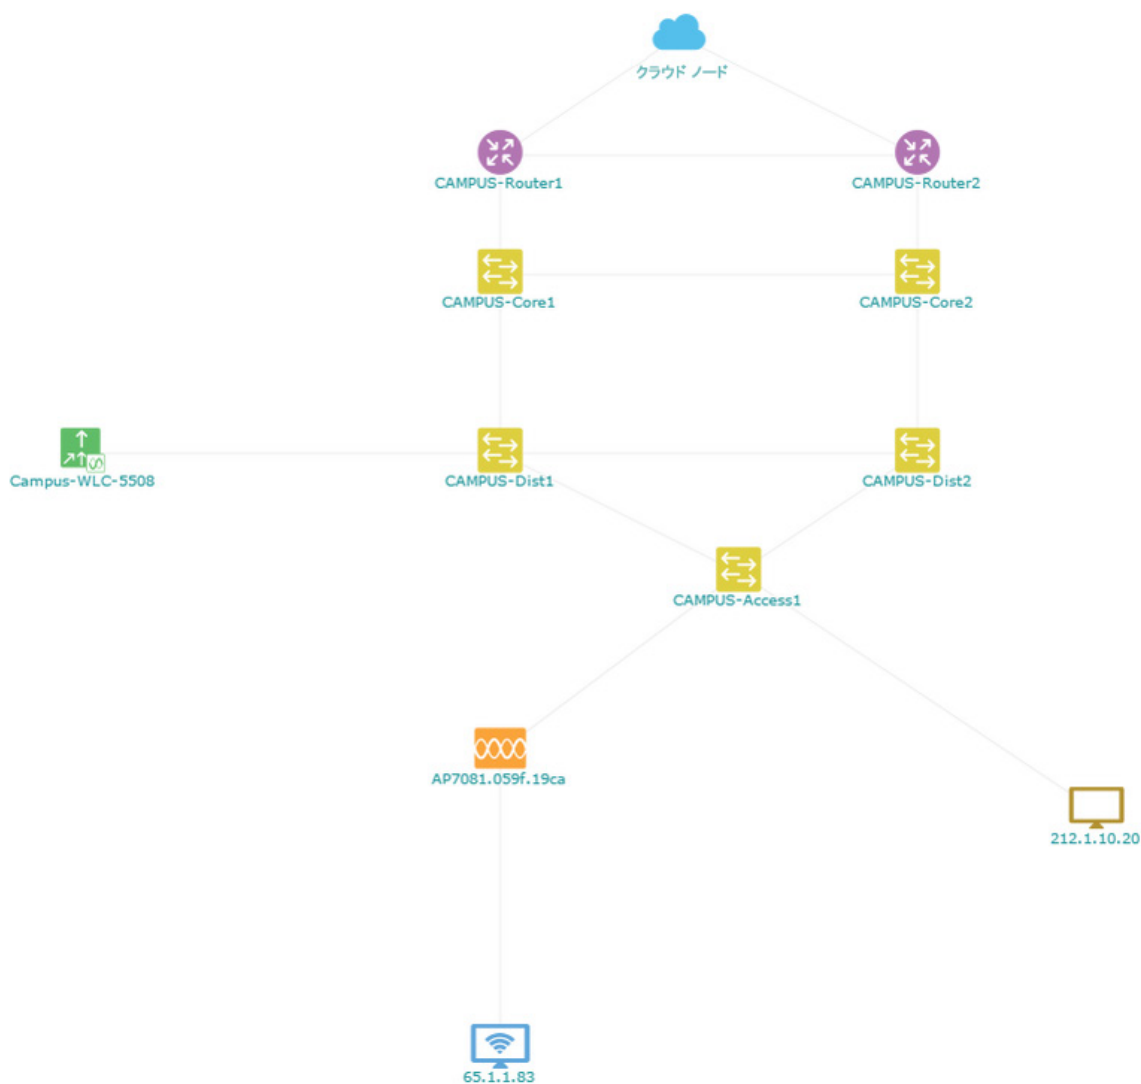 クラウド ノード
CAMPUS-Router1
CAMPUS-Router2
CAMPUS-Core1
CAMPUS-Core2
Campus-WLC-5508
CAMPUS-Dist1
CAMPUS-Dist2
CAMPUS-Access1
AP7081.059f.19ca
212.1.10.20
65.1.1.83